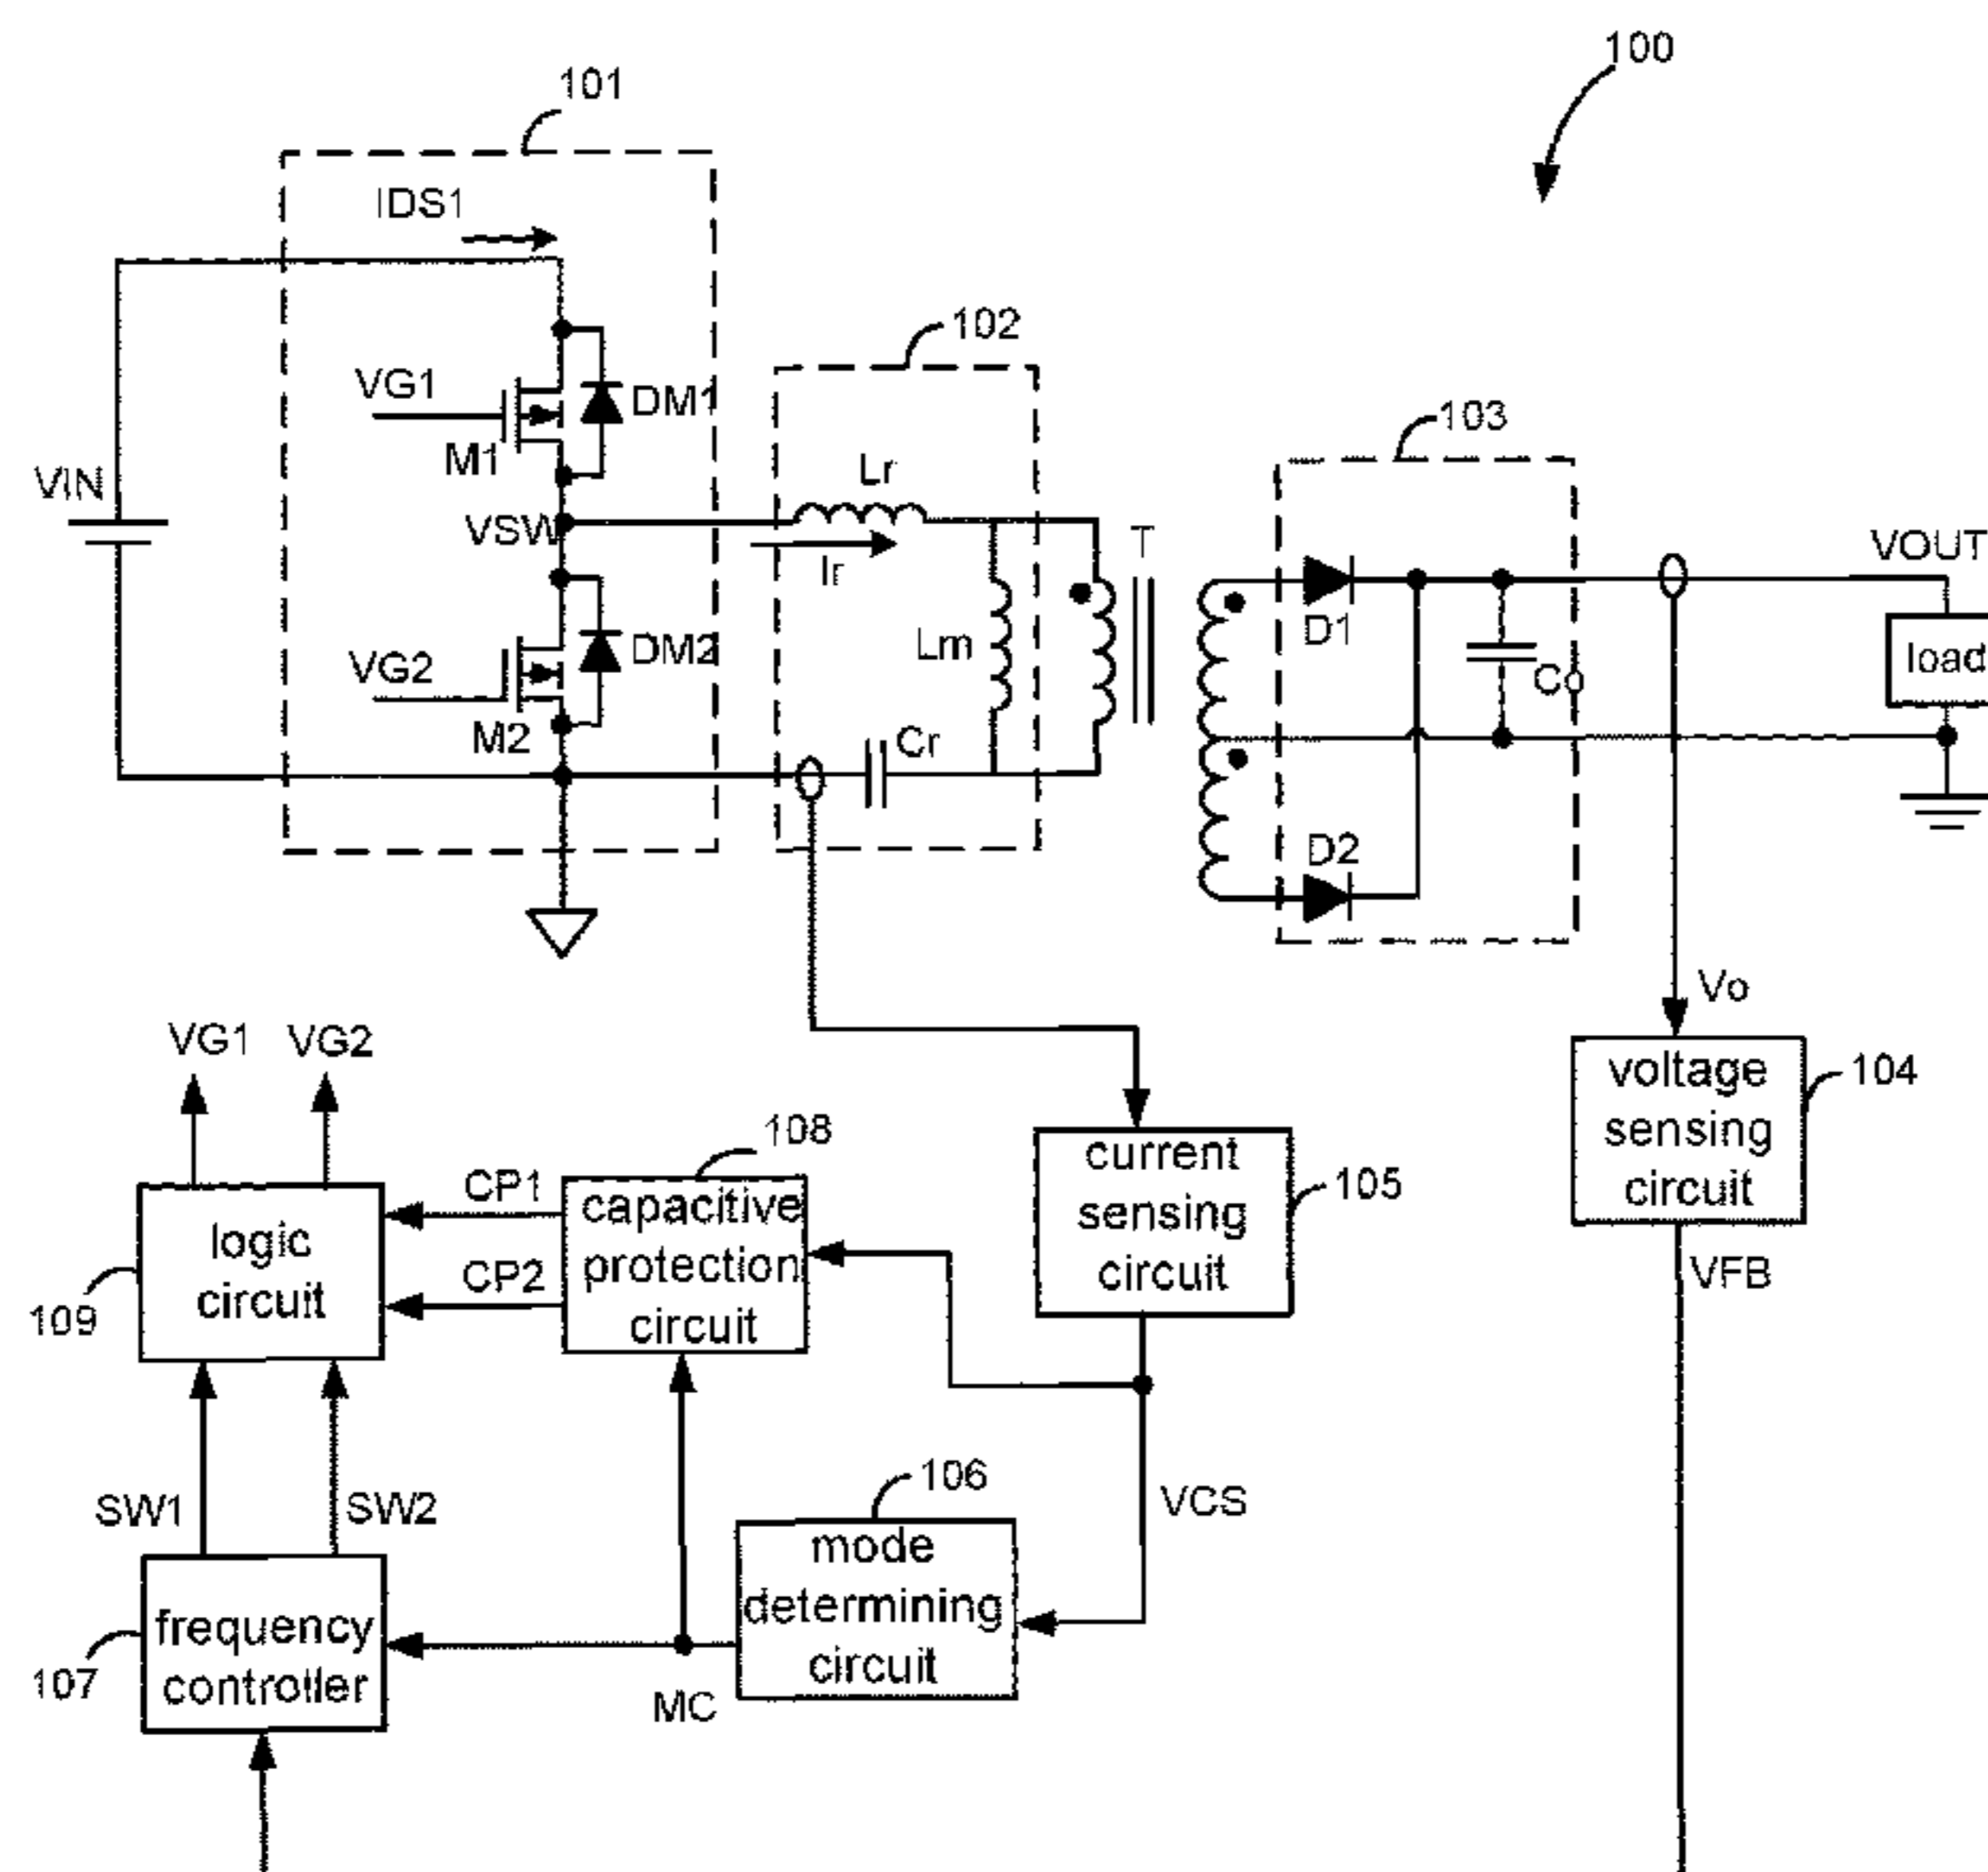 100
101
IDS1
102
VG1
DM1
M1
103
VIN
Lr
VSW
Ir
T
VOUT
D1
Lm
DM2
VG2
Co
load
M2
Cr
D2
Vo
VG1
VG2
voltage
sensing
circuit
104
108
current
sensing
circuit
105
CP1
capacitive
protection
circuit
logic
circuit
CP2
VFB
109
106
VCS
SW1
SW2
mode
determining
circuit
frequency
controller
107
MC